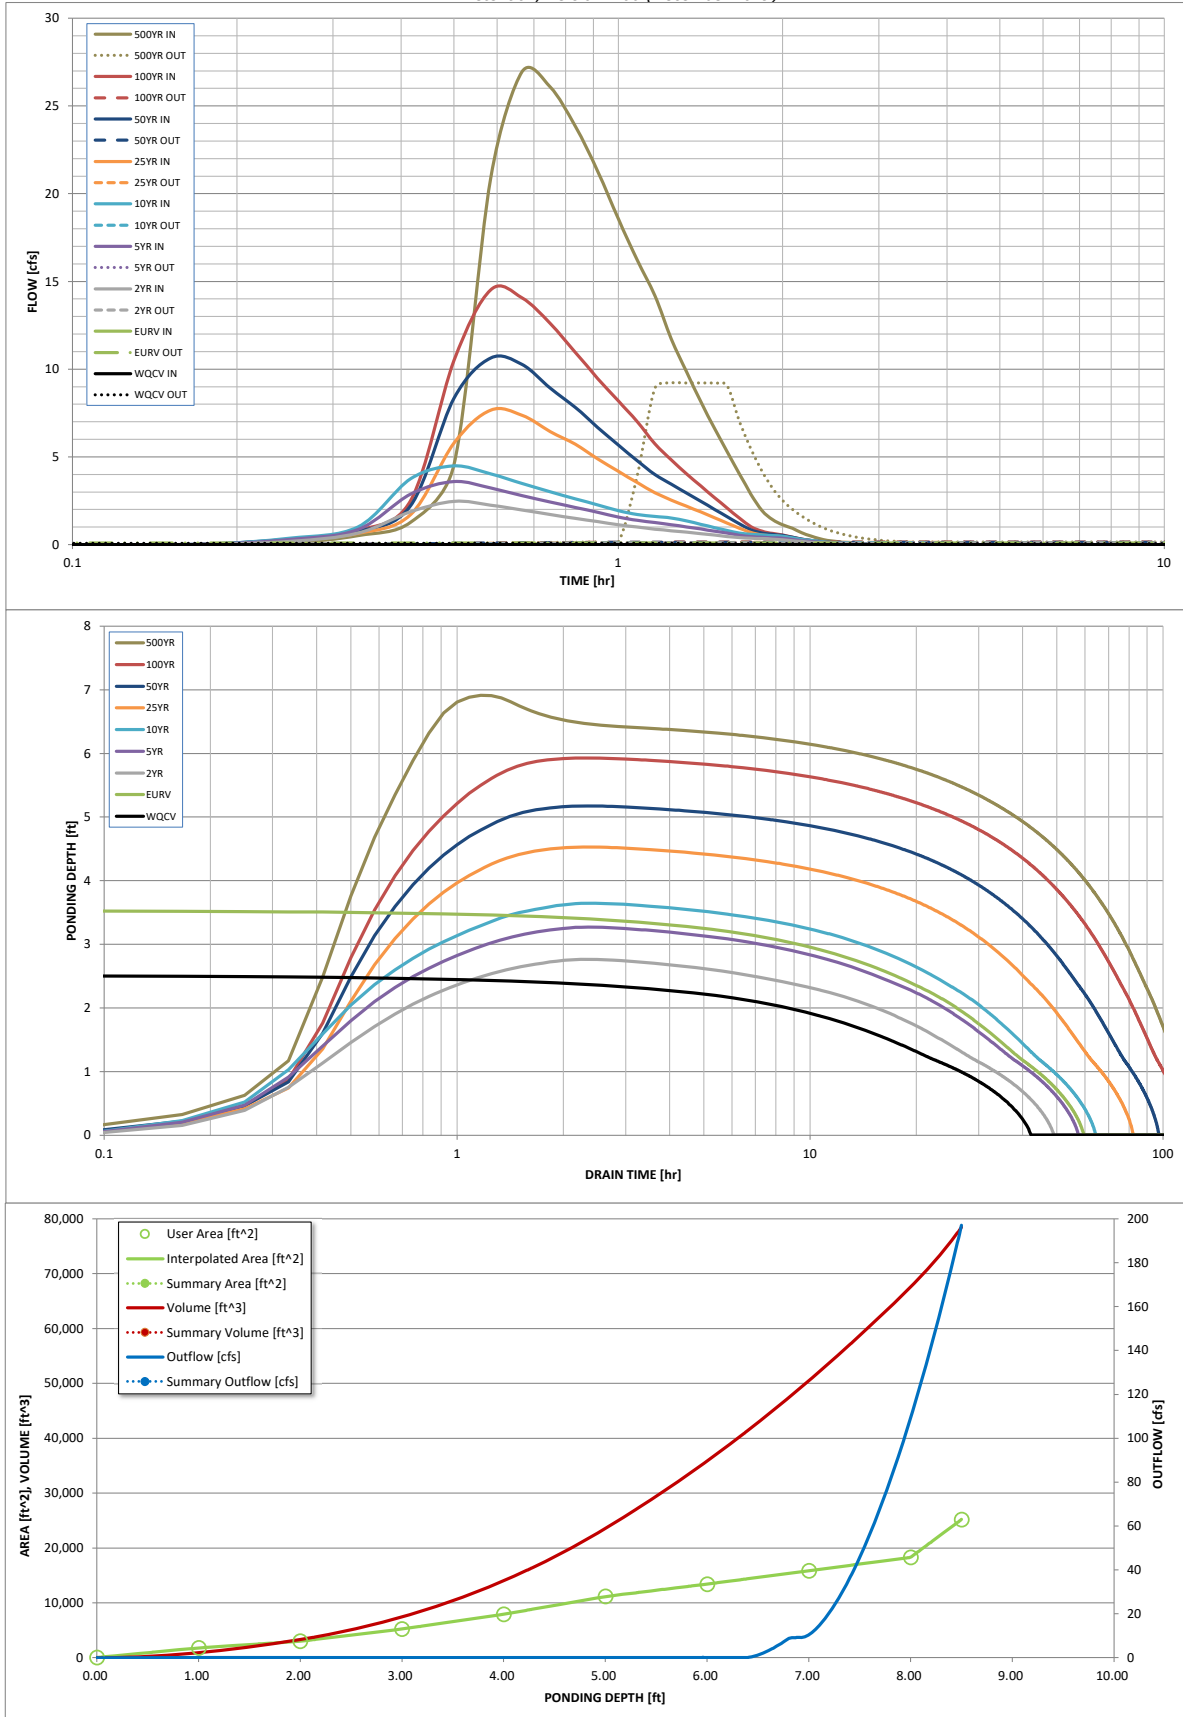 30
25
20
15
10
5
0
FLOW [cfs]
500YR IN
500YR OUT
100YR IN
100YR OUT
50YR IN
50YR OUT
25YR IN
25YR OUT
10YR IN
10YR OUT
5YR IN
5YR OUT
2YR IN
2YR OUT
EURV IN
EURV OUT
WQCV IN
WQCV OUT
0.1 1 10
TIME [hr]
8
7
6
5
4
3
2
1
0
PONDING DEPTH [ft]
500YR
100YR
50YR
25YR
10YR
5YR
2YR
EURV
WQCV
0.1 1 10 100
DRAIN TIME [hr]
80,000
70,000
60,000
50,000
40,000
30,000
20,000
10,000
0
AREA [ft^2], VOLUME [ft^3]
User Area [ft^2]
Interpolated Area [ft^2]
Summary Area [ft^2]
Volume [ft^3]
Summary Volume [ft^3]
Outflow [cfs]
Summary Outflow [cfs]
200
180
160
140
120
100
80
60
40
20
0
OUTFLOW [cfs]
0.00 1.00 2.00 3.00 4.00 5.00 6.00 7.00 8.00 9.00 10.00
PONDING DEPTH [ft]